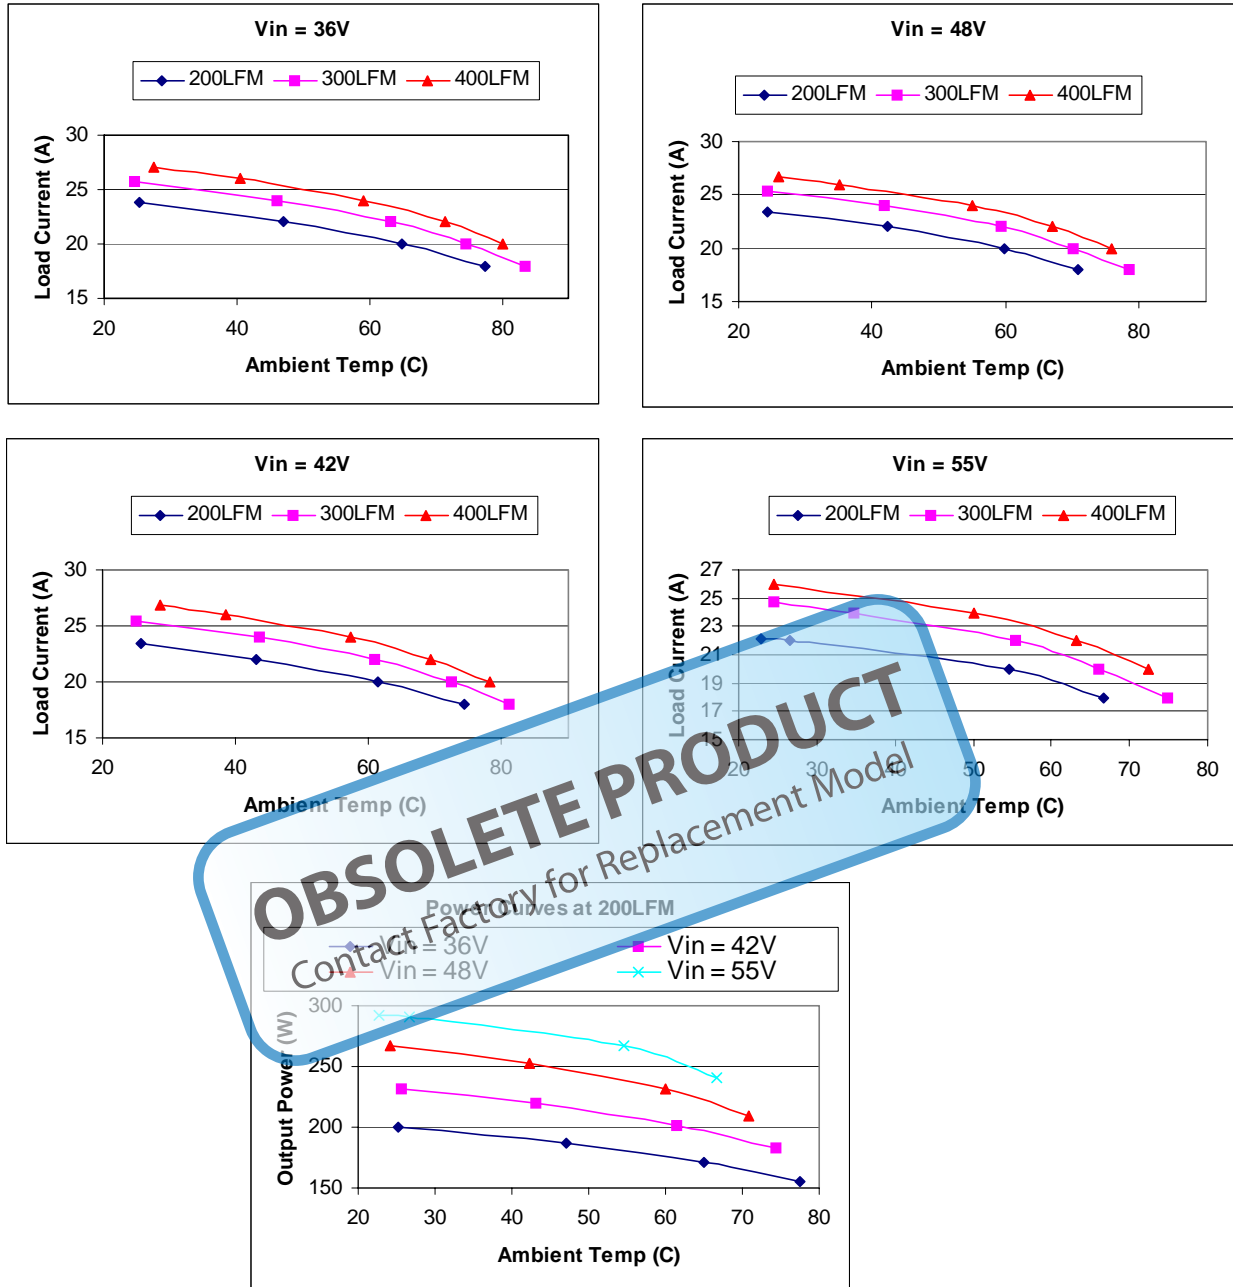 Vin = 36V
200LFM 300LFM 400LFM
Load Current (A)
30
25
20
15
20 40 60 80
Ambient Temp (C)
Vin = 48V
200LFM 300LFM 400LFM
Load Current (A)
30
25
20
15
20 40 60 80
Ambient Temp (C)
Vin = 42V
200LFM 300LFM 400LFM
Load Current (A)
30
25
20
15
20 40 60 80
Ambient Temp (C)
Vin = 55V
200LFM 300LFM 400LFM
Load Current (A)
27
25
23
21
19
17
15
20 30 40 50 60 70 80
Ambient Temp (C)
OBSOLETE PRODUCT
Contact Factory for Replacement Model
Power Curves at 200LFM
Vin = 36V Vin = 42V
Vin = 48V Vin = 55V
Output Power (W)
300
250
200
150
20 30 40 50 60 70 80
Ambient Temp (C)